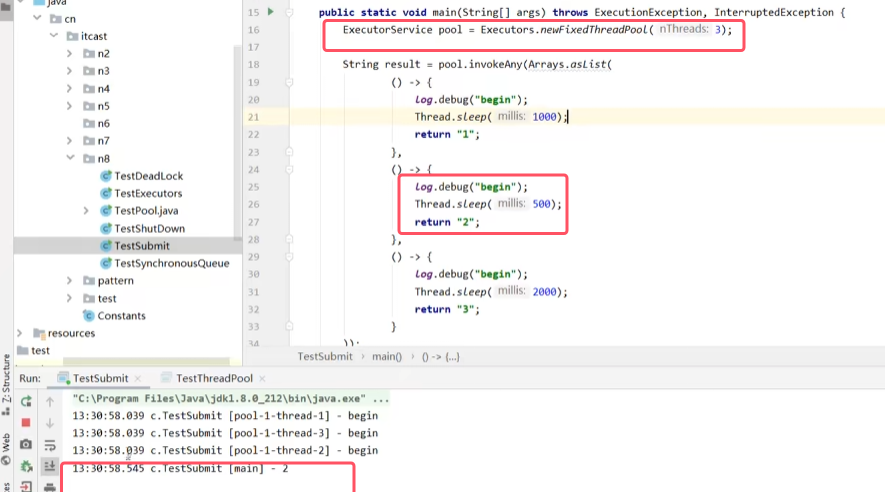 java
cn
itcast
n2
n3
n4
n5
n6
n7
n8
TestDeadLock
TestExecutors
TestPool.java
TestShutDown
TestSubmit
TestSynchronousQueue
pattern
test
Constants
resources
test
15 public static void main(String[] args) throws ExecutionException, InterruptedException {
16 ExecutorService pool = Executors.newFixedThreadPool( nThreads: 3);
17
18 String result = pool.invokeAny(Arrays.asList(
19 () -> {
20 log.debug("begin");
21 Thread.sleep( millis: 1000);
22 return "1";
23 },
24 () -> {
25 log.debug("begin");
26 Thread.sleep( millis: 500);
27 return "2";
28 },
29 () -> {
30 log.debug("begin");
31 Thread.sleep( millis: 2000);
32 return "3";
33 }
34 ));
TestSubmit › main() › () -> {...}
Z: Structure
Web
Run: TestSubmit × TestThreadPool ×
"C:\Program Files\Java\jdk1.8.0_212\bin\java.exe" ...
13:30:58.039 c.TestSubmit [pool-1-thread-1] - begin
13:30:58.039 c.TestSubmit [pool-1-thread-3] - begin
13:30:58.039 c.TestSubmit [pool-1-thread-2] - begin
13:30:58.545 c.TestSubmit [main] - 2